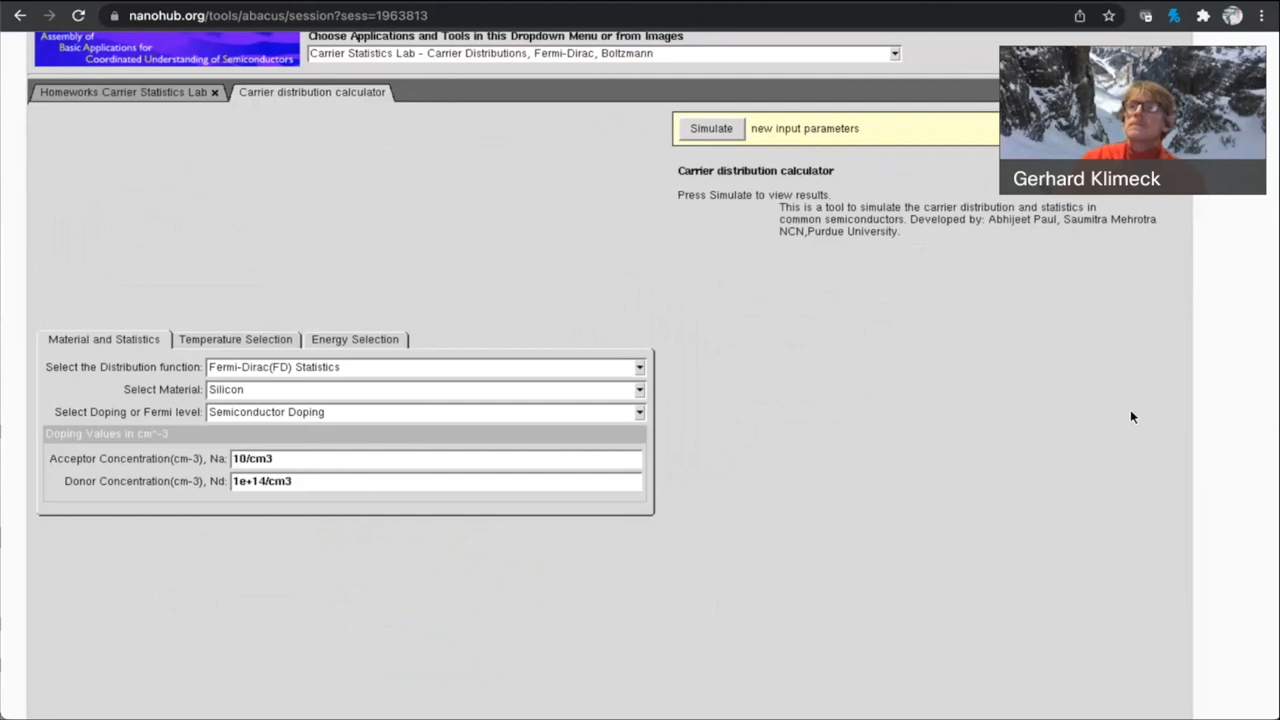 nanohub.org/tools/abacus/session?sess=1963813
Assembly of
Basic Applications for
Coordinated Understanding of Semiconductors
Choose Applications and Tools in this Dropdown Menu or from Images
Carrier Statistics Lab - Carrier Distributions, Fermi-Dirac, Boltzmann
Homeworks Carrier Statistics Lab
Carrier distribution calculator
Simulate new input parameters
Gerhard Klimeck
Carrier distribution calculator
Press Simulate to view results.
This is a tool to simulate the carrier distribution and statistics in
common semiconductors. Developed by: Abhijeet Paul, Saumitra Mehrotra
NCN,Purdue University.
Material and Statistics
Temperature Selection
Energy Selection
Select the Distribution function: Fermi-Dirac(FD) Statistics
Select Material: Silicon
Select Doping or Fermi level: Semiconductor Doping
Doping Values in cm^-3
Acceptor Concentration(cm-3), Na: 10/cm3
Donor Concentration(cm-3), Nd: 1e+14/cm3